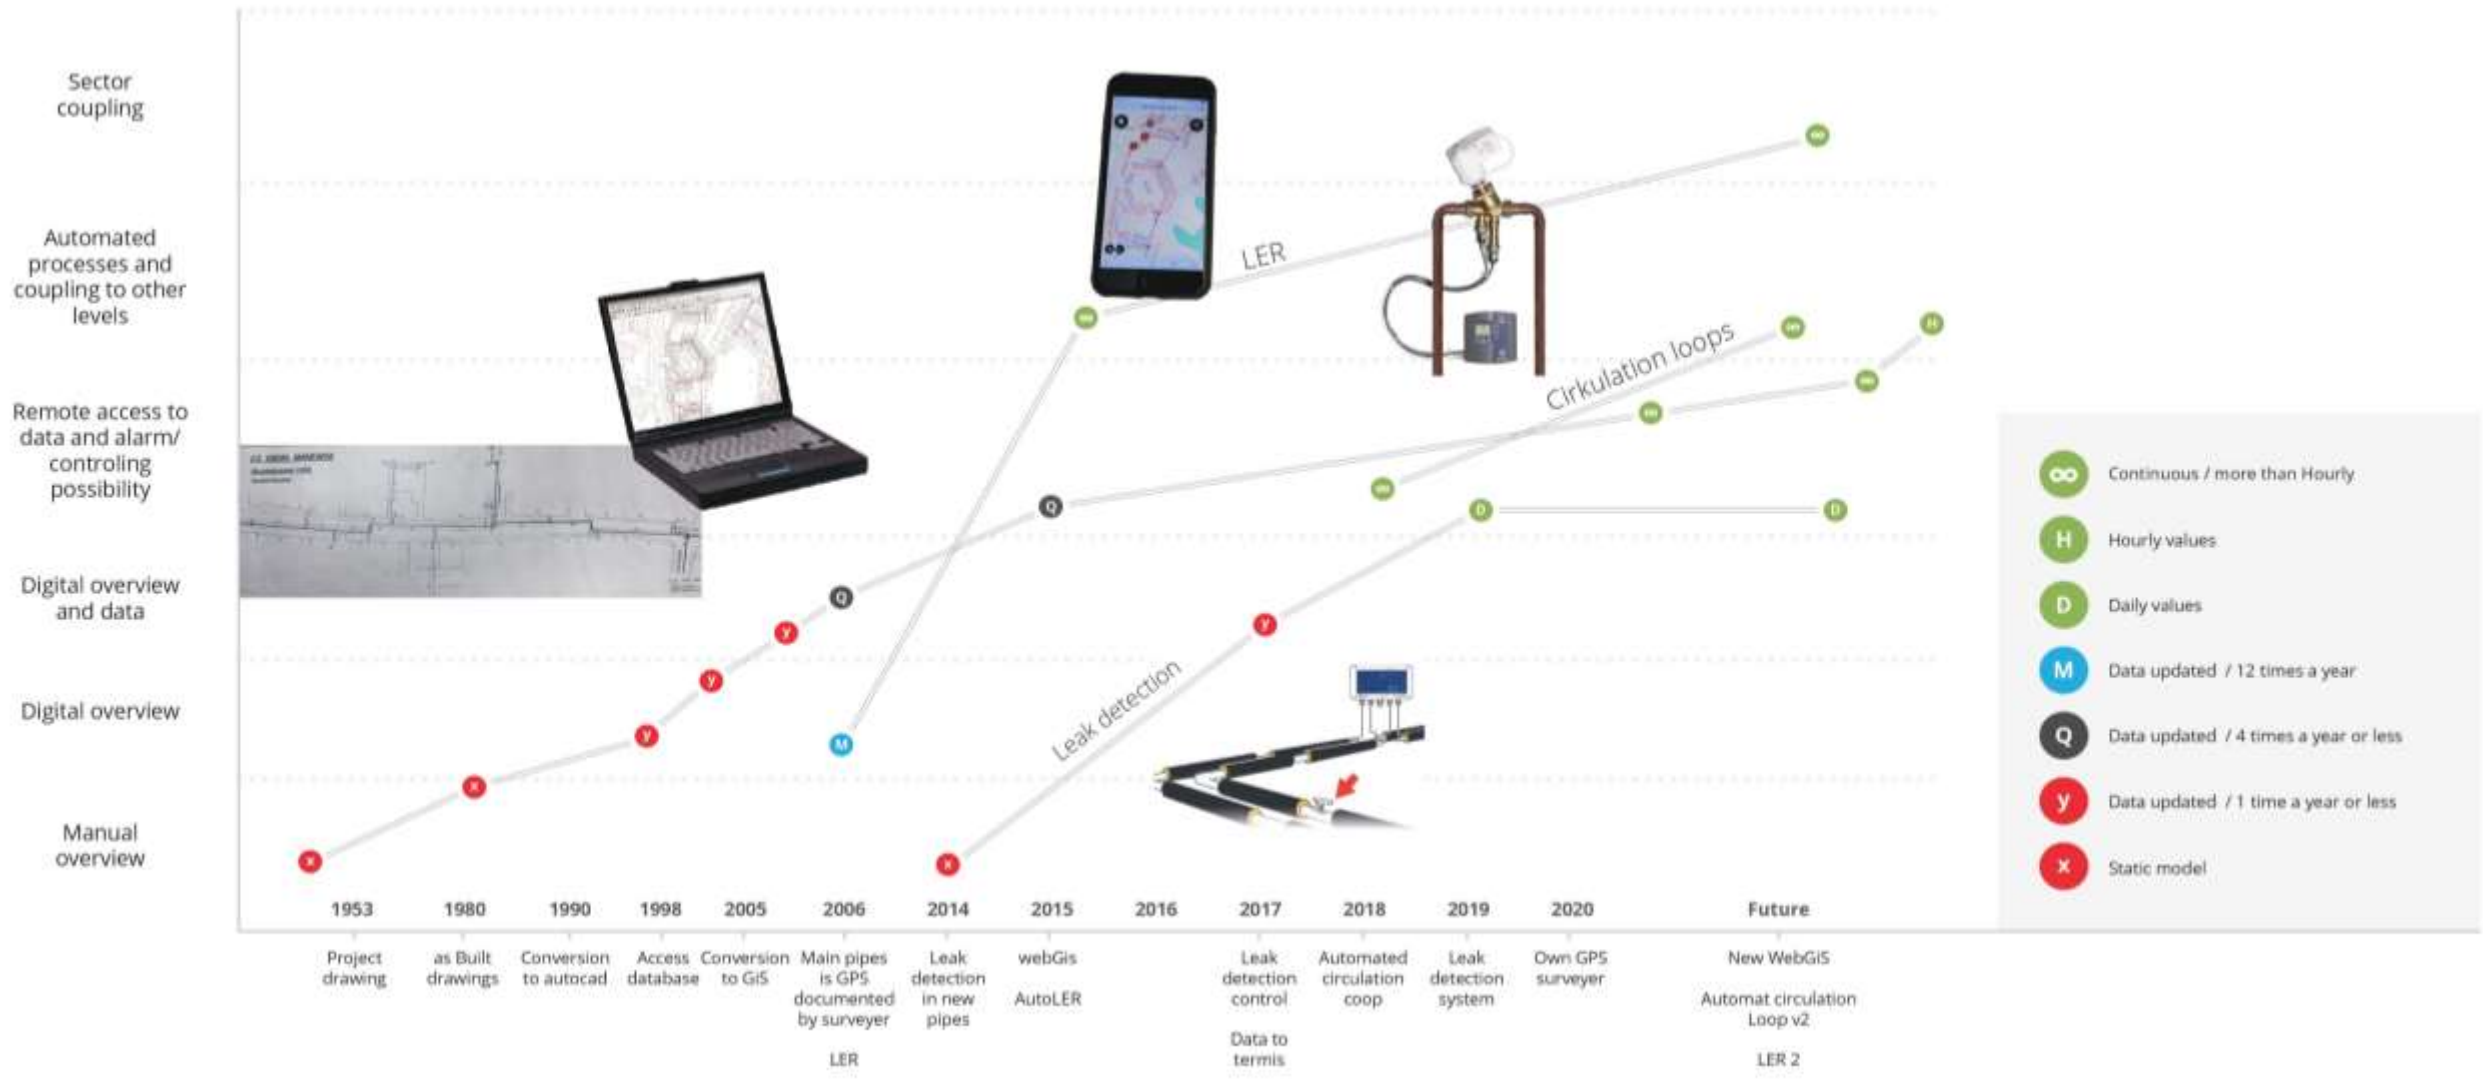 Sector
coupling
Automated
processes and
coupling to other
levels
Remote access to
data and alarm/
controling
possibility
Digital overview
and data
Digital overview
Manual
overview
LER
Cirkulation loops
Leak detection
x
x
y
y
y
Q
Q
∞
∞
H
M
∞
∞
∞
∞
x
y
D
D
1953
1980
1990
1998
2005
2006
2014
2015
2016
2017
2018
2019
2020
Future
Project
drawing
as Built
drawings
Conversion
to autocad
Access
database
Conversion
to GiS
Main pipes
is GPS
documented
by surveyer
LER
Leak
detection
in new
pipes
webGis
AutoLER
Leak
detection
control
Data to
termis
Automated
circulation
coop
Leak
detection
system
Own GPS
surveyer
New WebGiS
Automat circulation
Loop v2
LER 2
∞ Continuous / more than Hourly
H Hourly values
D Daily values
M Data updated / 12 times a year
Q Data updated / 4 times a year or less
y Data updated / 1 time a year or less
x Static model